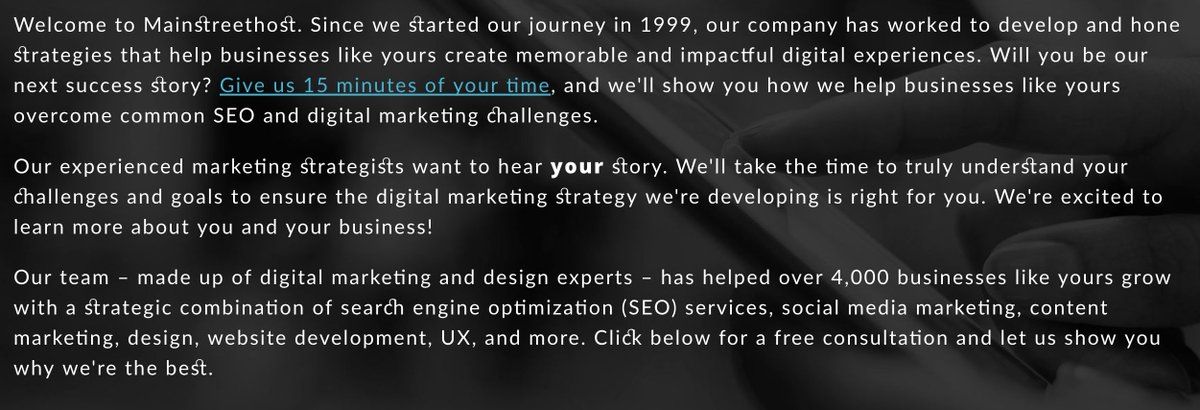 Welcome to Mainstreethost. Since we started our journey in 1999, our company has worked to develop and hone
strategies that help businesses like yours create memorable and impactful digital experiences. Will you be our
next success story? Give us 15 minutes of your time, and we'll show you how we help businesses like yours
overcome common SEO and digital marketing challenges.
Our experienced marketing strategists want to hear your story. We'll take the time to truly understand your
challenges and goals to ensure the digital marketing strategy we're developing is right for you. We're excited to
learn more about you and your business!
Our team – made up of digital marketing and design experts – has helped over 4,000 businesses like yours grow
with a strategic combination of search engine optimization (SEO) services, social media marketing, content
marketing, design, website development, UX, and more. Click below for a free consultation and let us show you
why we're the best.